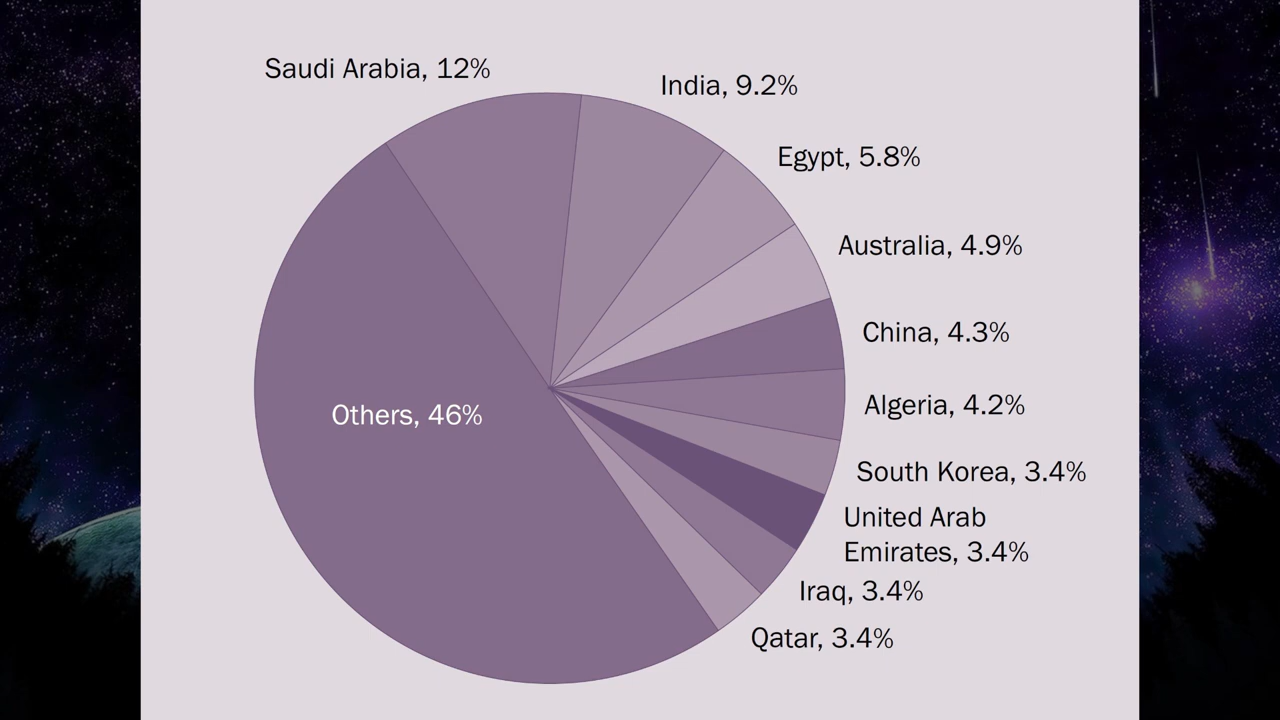 Saudi Arabia, 12%
India, 9.2%
Egypt, 5.8%
Australia, 4.9%
China, 4.3%
Algeria, 4.2%
Others, 46%
South Korea, 3.4%
United Arab
Emirates, 3.4%
Iraq, 3.4%
Qatar, 3.4%